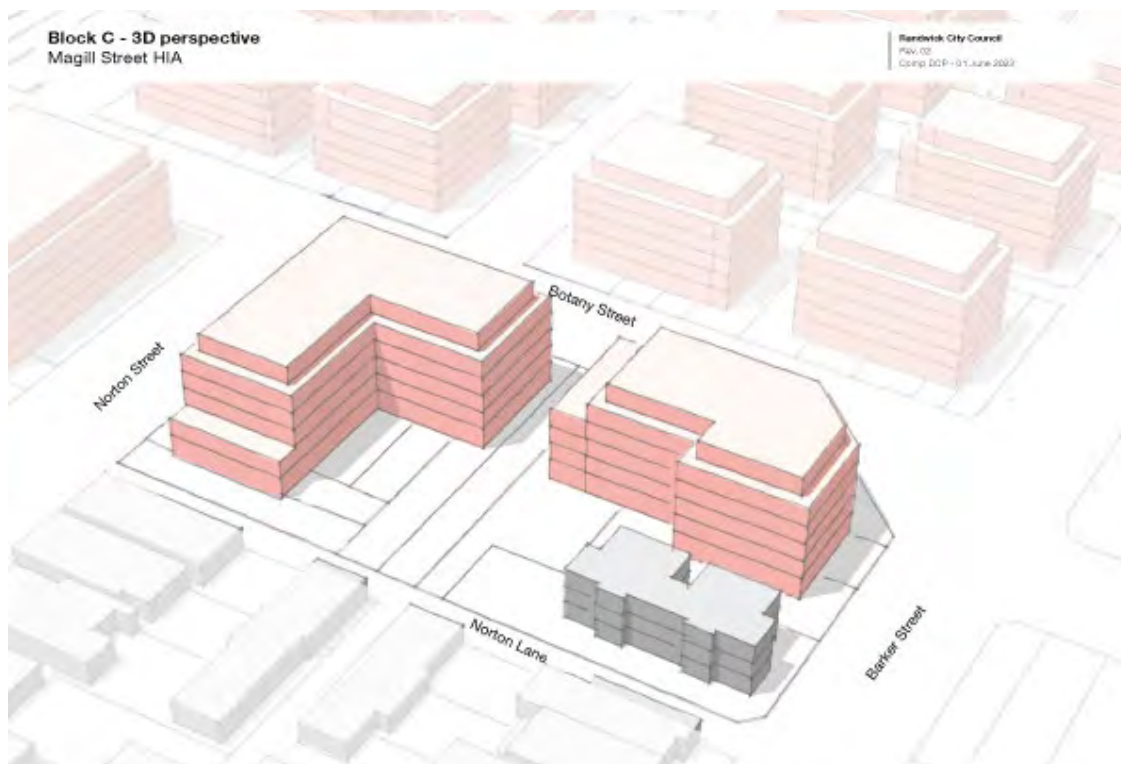 Block C - 3D perspective
Magill Street HIA
Randwick City Council
Rev. 02
Comp DCP - 01 June 2023
Botany Street
Norton Street
Norton Lane
Barker Street